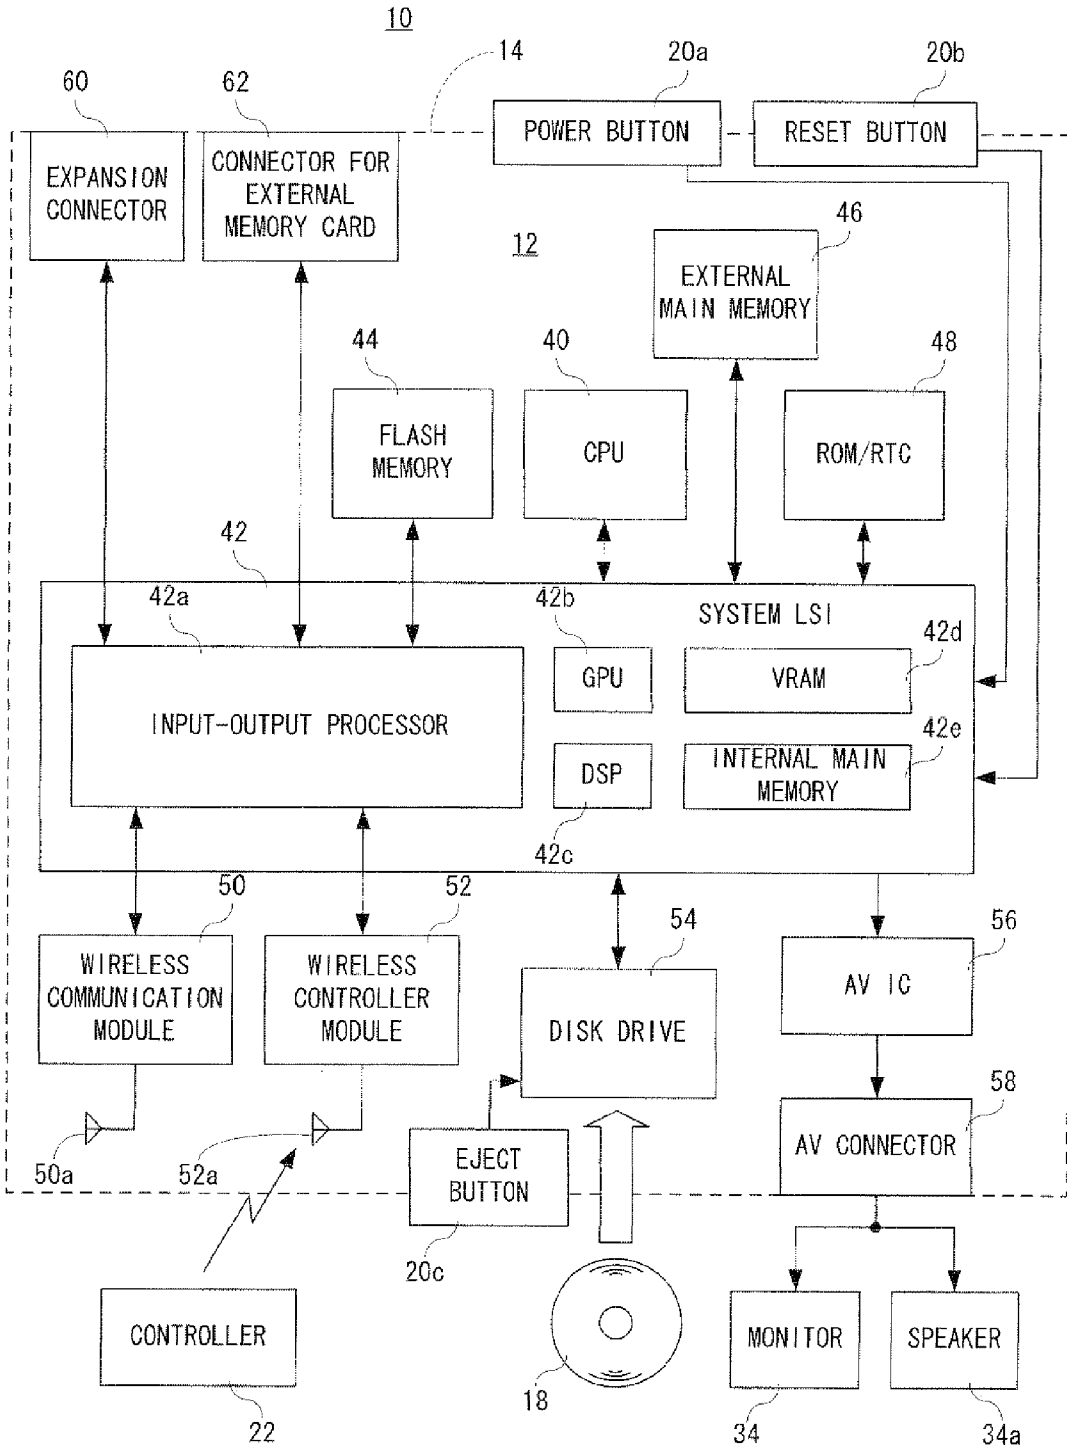 10
14
20a
20b
60
62
POWER BUTTON
RESET BUTTON
EXPANSION
CONNECTOR
CONNECTOR FOR
EXTERNAL
MEMORY CARD
12
46
EXTERNAL
MAIN MEMORY
44
40
48
FLASH
MEMORY
CPU
ROM/RTC
42
42a
42b
SYSTEM LSI
42d
GPU
VRAM
INPUT-OUTPUT PROCESSOR
42e
DSP
INTERNAL MAIN
MEMORY
42c
50
52
54
56
WIRELESS
COMMUNICATION
MODULE
WIRELESS
CONTROLLER
MODULE
DISK DRIVE
AV IC
58
50a
52a
EJECT
BUTTON
AV CONNECTOR
20c
CONTROLLER
MONITOR
SPEAKER
18
22
34
34a